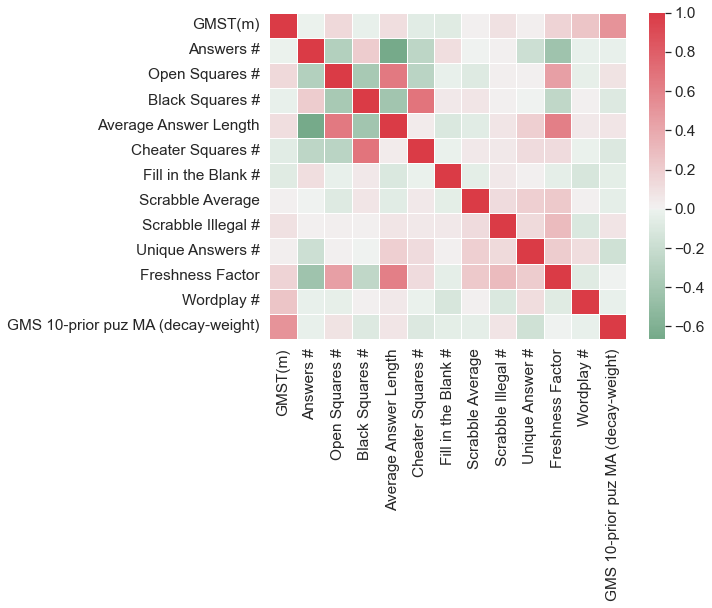 GMST(m)
Answers #
Open Squares #
Black Squares #
Average Answer Length
Cheater Squares #
Fill in the Blank #
Scrabble Average
Scrabble Illegal #
Unique Answers #
Freshness Factor
Wordplay #
GMS 10-prior puz MA (decay-weight)
GMST(m)
Answers #
Open Squares #
Black Squares #
Average Answer Length
Cheater Squares #
Fill in the Blank #
Scrabble Average
Scrabble Illegal #
Unique Answer #
Freshness Factor
Wordplay #
GMS 10-prior puz MA (decay-weight)
1.0
0.8
0.6
0.4
0.2
0.0
−0.2
−0.4
−0.6